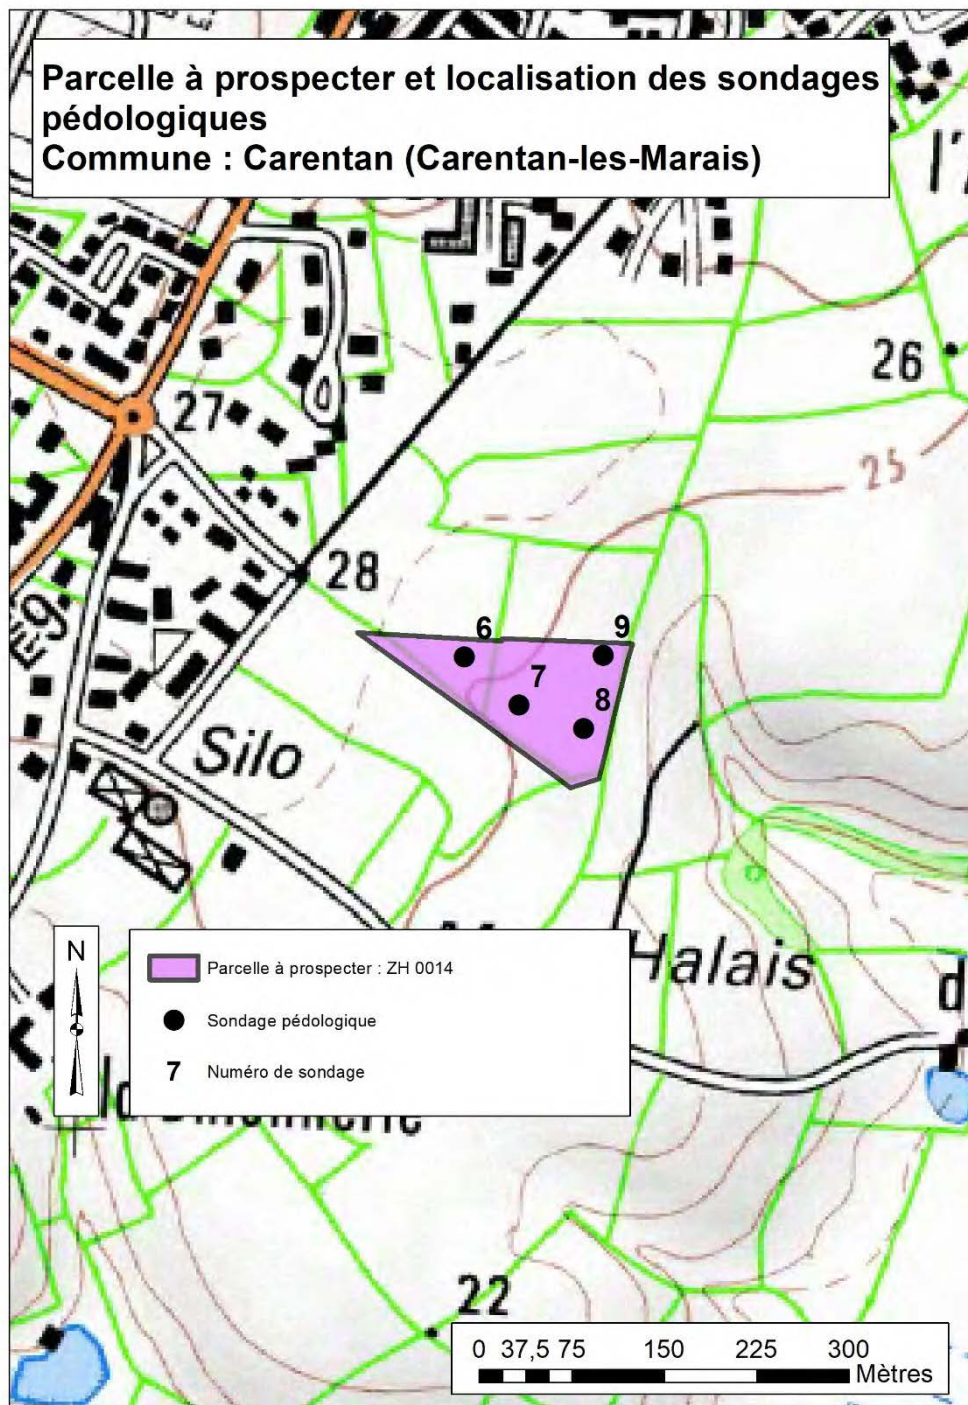 Parcelle à prospecter et localisation des sondages
pédologiques
Commune : Carentan (Carentan-les-Marais)
26
27
25
28
6
9
7
8
Silo
Halais
N
Parcelle à prospecter : ZH 0014
Sondage pédologique
7 Numéro de sondage
22
0 37,5 75 150 225 300
Mètres